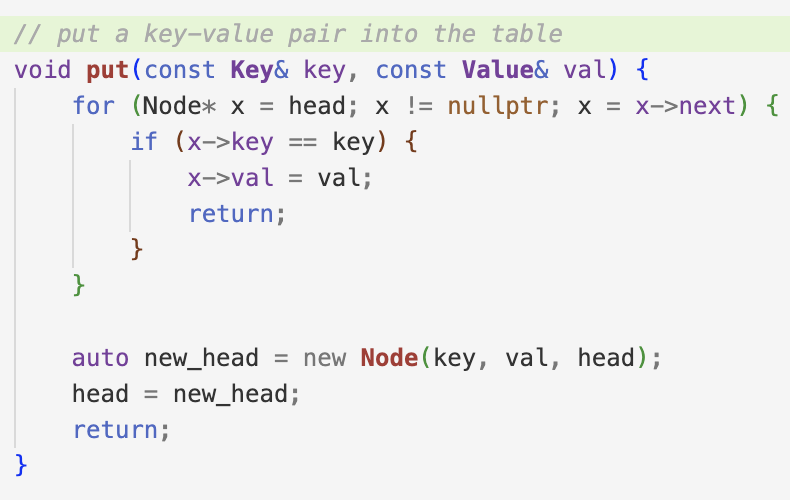 // put a key-value pair into the table
void put(const Key& key, const Value& val) {
    for (Node* x = head; x != nullptr; x = x->next) {
        if (x->key == key) {
            x->val = val;
            return;
        }
    }

    auto new_head = new Node(key, val, head);
    head = new_head;
    return;
}